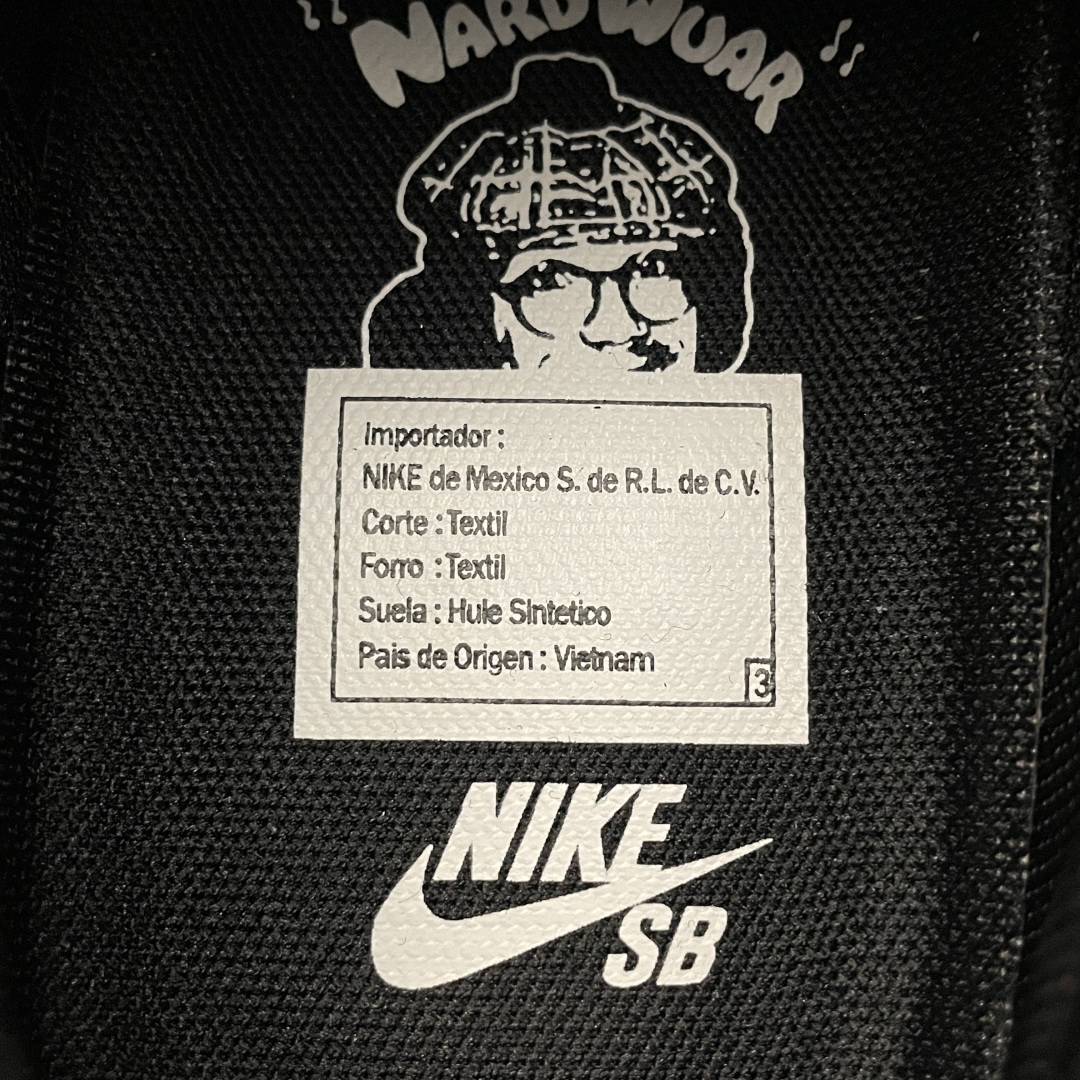 NARDWUAR
Importador :
NIKE de Mexico S. de R.L. de C.V.
Corte : Textil
Forro : Textil
Suela : Hule Sintetico
Pais de Origen : Vietnam
3
NIKE
SB